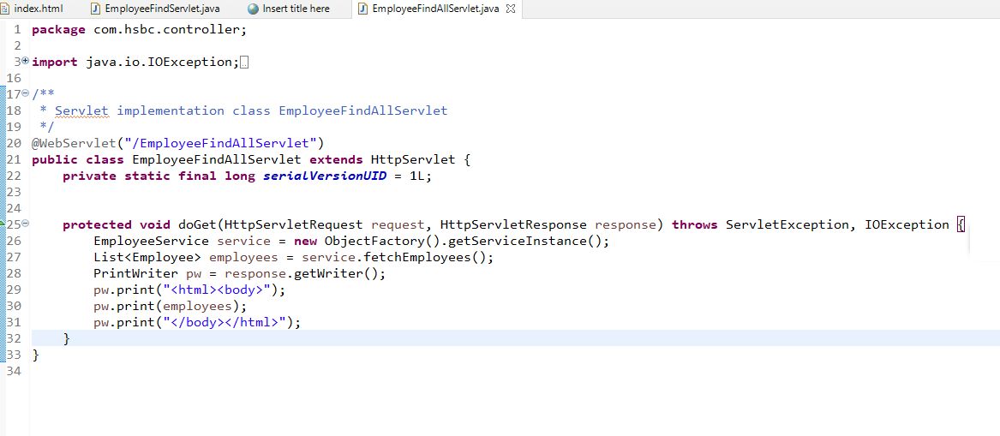 index.html EmployeeFindServlet.java Insert title here EmployeeFindAllServlet.java
1 package com.hsbc.controller;
2
3 import java.io.IOException;
16
17 /**
18  * Servlet implementation class EmployeeFindAllServlet
19  */
20 @WebServlet("/EmployeeFindAllServlet")
21 public class EmployeeFindAllServlet extends HttpServlet {
22     private static final long serialVersionUID = 1L;
23
24
25     protected void doGet(HttpServletRequest request, HttpServletResponse response) throws ServletException, IOException {
26         EmployeeService service = new ObjectFactory().getServiceInstance();
27         List<Employee> employees = service.fetchEmployees();
28         PrintWriter pw = response.getWriter();
29         pw.print("<html><body>");
30         pw.print(employees);
31         pw.print("</body></html>");
32     }
33 }
34